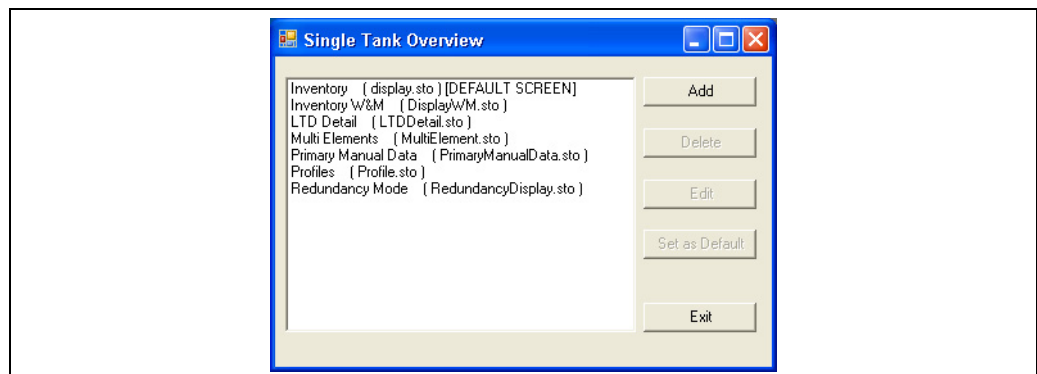 Single Tank Overview
Inventory ( display.sto ) [DEFAULT SCREEN]
Inventory W&M ( DisplayWM.sto )
LTD Detail ( LTDDetail.sto )
Multi Elements ( MultiElement.sto )
Primary Manual Data ( PrimaryManualData.sto )
Profiles ( Profile.sto )
Redundancy Mode ( RedundancyDisplay.sto )
Add
Delete
Edit
Set as Default
Exit